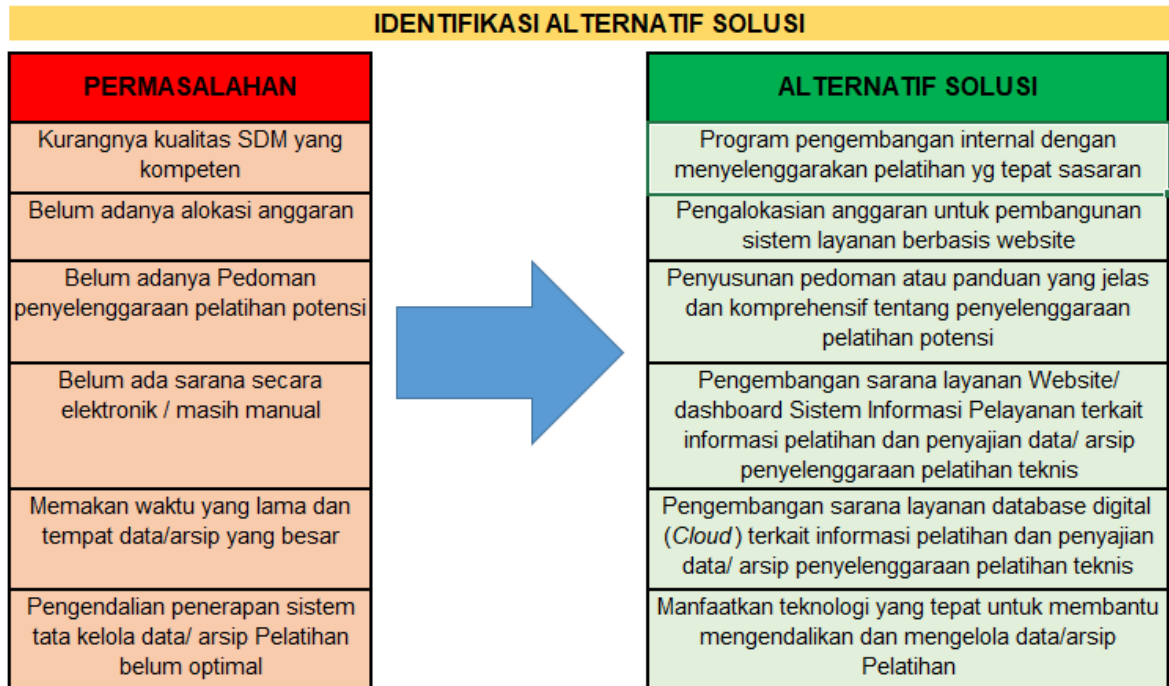 IDENTIFIKASI ALTERNATIF SOLUSI
PERMASALAHAN
ALTERNATIF SOLUSI
Kurangnya kualitas SDM yang
kompeten
Program pengembangan internal dengan
menyelenggarakan pelatihan yg tepat sasaran
Belum adanya alokasi anggaran
Pengalokasian anggaran untuk pembangunan
sistem layanan berbasis website
Belum adanya Pedoman
penyelenggaraan pelatihan potensi
Penyusunan pedoman atau panduan yang jelas
dan komprehensif tentang penyelenggaraan
pelatihan potensi
Belum ada sarana secara
elektronik / masih manual
Pengembangan sarana layanan Website/
dashboard Sistem Informasi Pelayanan terkait
informasi pelatihan dan penyajian data/ arsip
penyelenggaraan pelatihan teknis
Memakan waktu yang lama dan
tempat data/arsip yang besar
Pengembangan sarana layanan database digital
(Cloud ) terkait informasi pelatihan dan penyajian
data/ arsip penyelenggaraan pelatihan teknis
Pengendalian penerapan sistem
tata kelola data/ arsip Pelatihan
belum optimal
Manfaatkan teknologi yang tepat untuk membantu
mengendalikan dan mengelola data/arsip
Pelatihan